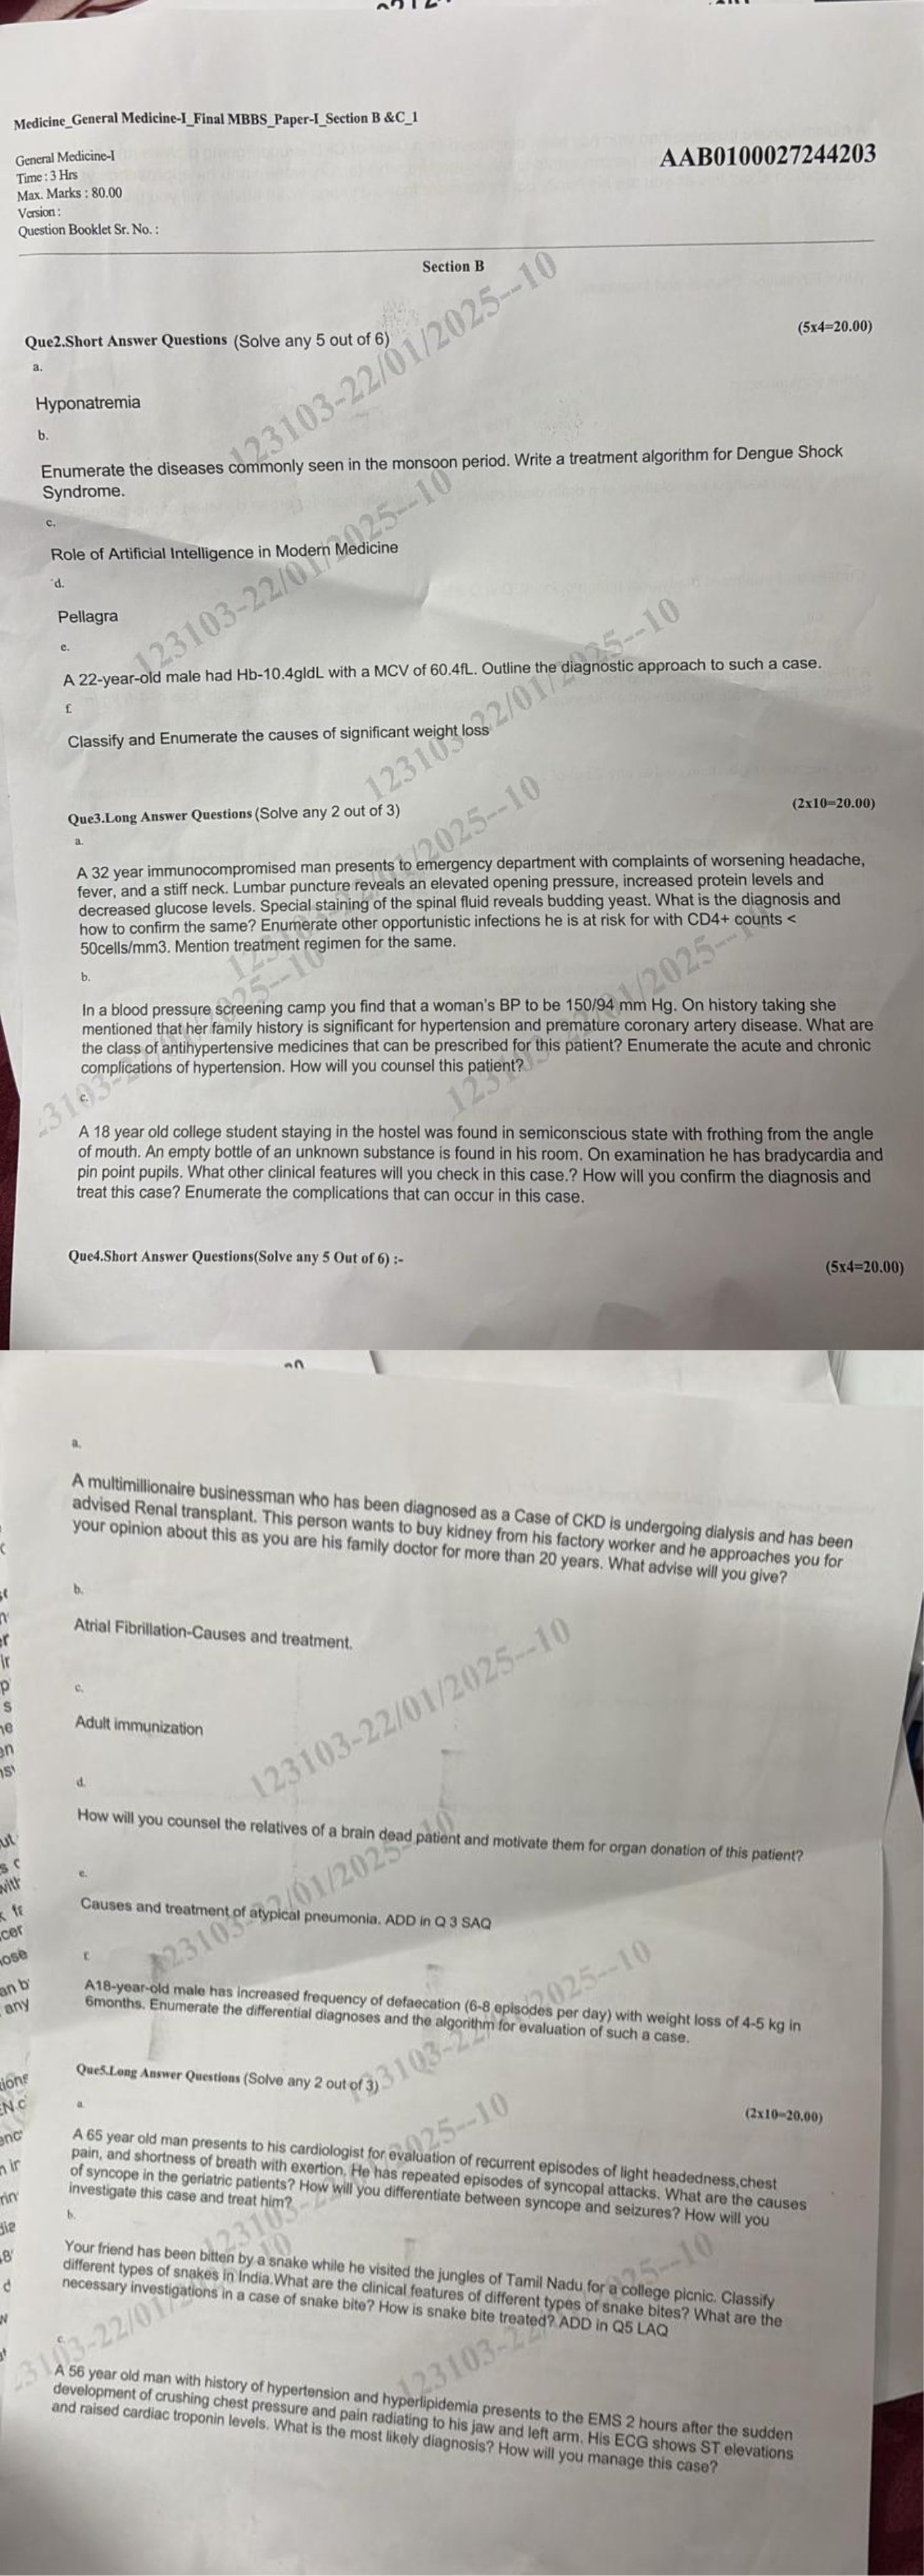 Medicine_General Medicine-I_Final MBBS_Paper-I_Section B &C_1
General Medicine-I
Time : 3 Hrs
Max. Marks : 80.00
Version :
Question Booklet Sr. No. :
AAB0100027244203
Section B
Que2.Short Answer Questions (Solve any 5 out of 6)
(5x4=20.00)
a.
Hyponatremia
b.
Enumerate the diseases commonly seen in the monsoon period. Write a treatment algorithm for Dengue Shock
Syndrome.
c.
Role of Artificial Intelligence in Modern Medicine
d.
Pellagra
e.
A 22-year-old male had Hb-10.4gldL with a MCV of 60.4fL. Outline the diagnostic approach to such a case.
f.
Classify and Enumerate the causes of significant weight loss
Que3.Long Answer Questions (Solve any 2 out of 3)
(2x10=20.00)
a.
A 32 year immunocompromised man presents to emergency department with complaints of worsening headache,
fever, and a stiff neck. Lumbar puncture reveals an elevated opening pressure, increased protein levels and
decreased glucose levels. Special staining of the spinal fluid reveals budding yeast. What is the diagnosis and
how to confirm the same? Enumerate other opportunistic infections he is at risk for with CD4+ counts <
50cells/mm3. Mention treatment regimen for the same.
b.
In a blood pressure screening camp you find that a woman's BP to be 150/94 mm Hg. On history taking she
mentioned that her family history is significant for hypertension and premature coronary artery disease. What are
the class of antihypertensive medicines that can be prescribed for this patient? Enumerate the acute and chronic
complications of hypertension. How will you counsel this patient?
c.
A 18 year old college student staying in the hostel was found in semiconscious state with frothing from the angle
of mouth. An empty bottle of an unknown substance is found in his room. On examination he has bradycardia and
pin point pupils. What other clinical features will you check in this case.? How will you confirm the diagnosis and
treat this case? Enumerate the complications that can occur in this case.
Que4.Short Answer Questions(Solve any 5 Out of 6) :-
(5x4=20.00)
a.
A multimillionaire businessman who has been diagnosed as a Case of CKD is undergoing dialysis and has been
advised Renal transplant. This person wants to buy kidney from his factory worker and he approaches you for
your opinion about this as you are his family doctor for more than 20 years. What advise will you give?
b.
Atrial Fibrillation-Causes and treatment.
c.
Adult immunization
d.
How will you counsel the relatives of a brain dead patient and motivate them for organ donation of this patient?
e.
Causes and treatment of atypical pneumonia. ADD in Q 3 SAQ
f.
A18-year-old male has increased frequency of defaecation (6-8 episodes per day) with weight loss of 4-5 kg in
6months. Enumerate the differential diagnoses and the algorithm for evaluation of such a case.
Que5.Long Answer Questions (Solve any 2 out of 3)
(2x10=20.00)
a.
A 65 year old man presents to his cardiologist for evaluation of recurrent episodes of light headedness,chest
pain, and shortness of breath with exertion. He has repeated episodes of syncopal attacks. What are the causes
of syncope in the geriatric patients? How will you differentiate between syncope and seizures? How will you
investigate this case and treat him?
b.
Your friend has been bitten by a snake while he visited the jungles of Tamil Nadu for a college picnic. Classify
different types of snakes in India.What are the clinical features of different types of snake bites? What are the
necessary investigations in a case of snake bite? How is snake bite treated? ADD in Q5 LAQ
c.
A 56 year old man with history of hypertension and hyperlipidemia presents to the EMS 2 hours after the sudden
development of crushing chest pressure and pain radiating to his jaw and left arm. His ECG shows ST elevations
and raised cardiac troponin levels. What is the most likely diagnosis? How will you manage this case?
123103-22/01/2025--10